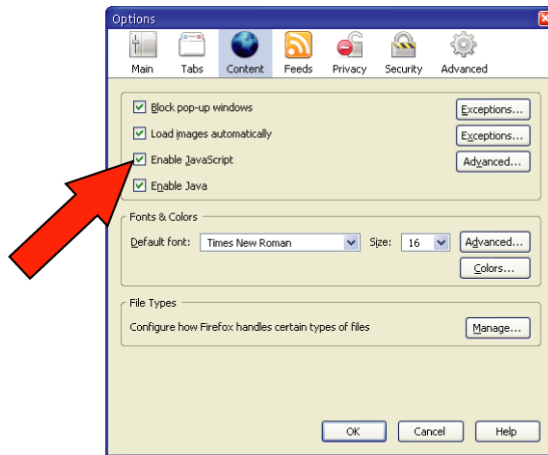 Options
Main Tabs Content Feeds Privacy Security Advanced
Block pop-up windows Exceptions...
Load images automatically Exceptions...
Enable JavaScript Advanced...
Enable Java
Fonts & Colors
Default font: Times New Roman Size: 16 Advanced...
Colors...
File Types
Configure how Firefox handles certain types of files Manage...
OK Cancel Help